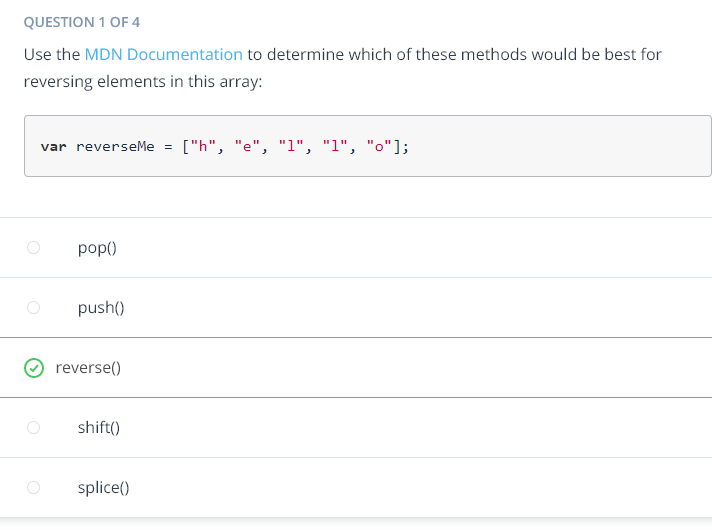 QUESTION 1 OF 4
Use the MDN Documentation to determine which of these methods would be best for
reversing elements in this array:
var reverseMe = ["h", "e", "l", "l", "o"];
pop()
push()
reverse()
shift()
splice()